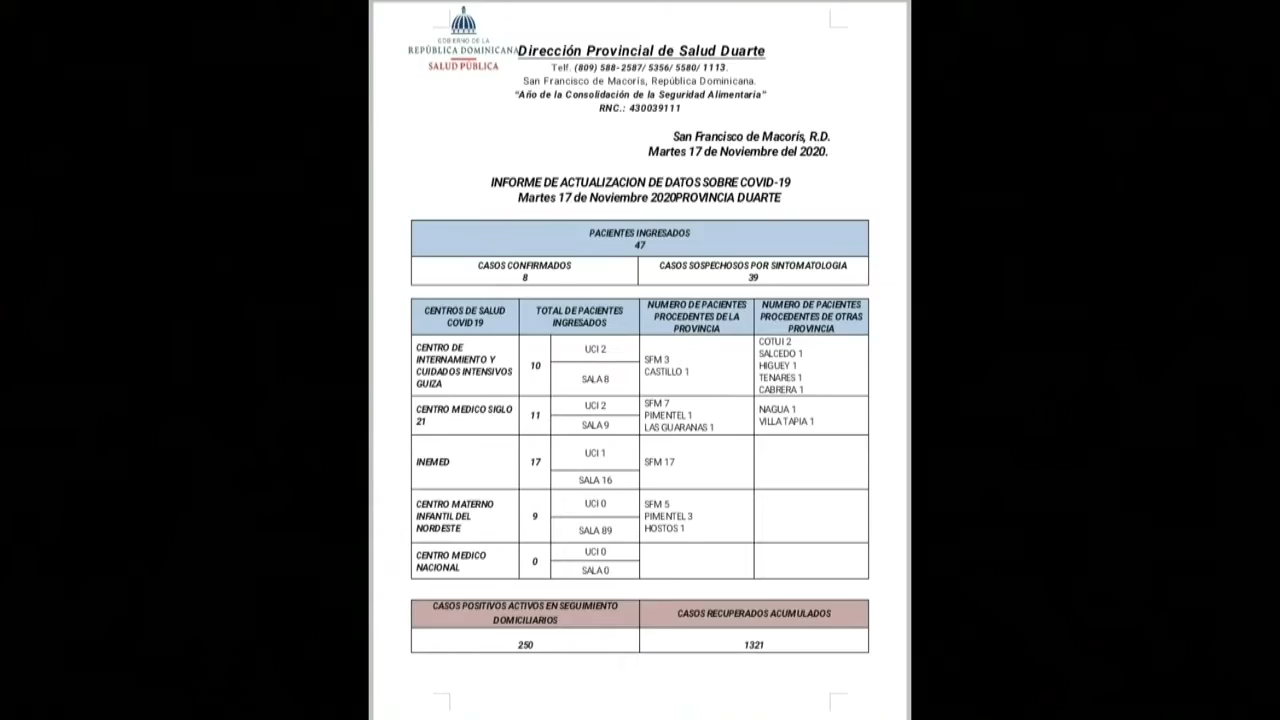 GOBIERNO DE LA
REPÚBLICA DOMINICANA
SALUD PÚBLICA
Dirección Provincial de Salud Duarte
Telf. (809) 588-2587/ 5356/ 5580/ 1113.
San Francisco de Macorís, República Dominicana.
"Año de la Consolidación de la Seguridad Alimentaria"
RNC.: 430039111
San Francisco de Macorís, R.D.
Martes 17 de Noviembre del 2020.
INFORME DE ACTUALIZACION DE DATOS SOBRE COVID-19
Martes 17 de Noviembre 2020PROVINCIA DUARTE
PACIENTES INGRESADOS
47
CASOS CONFIRMADOS
8
CASOS SOSPECHOSOS POR SINTOMATOLOGIA
39
CENTROS DE SALUD
COVID 19
TOTAL DE PACIENTES
INGRESADOS
NUMERO DE PACIENTES
PROCEDENTES DE LA
PROVINCIA
NUMERO DE PACIENTES
PROCEDENTES DE OTRAS
PROVINCIA
CENTRO DE
INTERNAMIENTO Y
CUIDADOS INTENSIVOS
GUIZA
10
UCI 2
SALA 8
SFM 3
CASTILLO 1
COTUI 2
SALCEDO 1
HIGUEY 1
TENARES 1
CABRERA 1
CENTRO MEDICO SIGLO
21
11
UCI 2
SALA 9
SFM 7
PIMENTEL 1
LAS GUARANAS 1
NAGUA 1
VILLA TAPIA 1
INEMED
17
UCI 1
SALA 16
SFM 17
CENTRO MATERNO
INFANTIL DEL
NORDESTE
9
UCI 0
SALA 89
SFM 5
PIMENTEL 3
HOSTOS 1
CENTRO MEDICO
NACIONAL
0
UCI 0
SALA 0
CASOS POSITIVOS ACTIVOS EN SEGUIMIENTO
DOMICILIARIOS
250
CASOS RECUPERADOS ACUMULADOS
1321